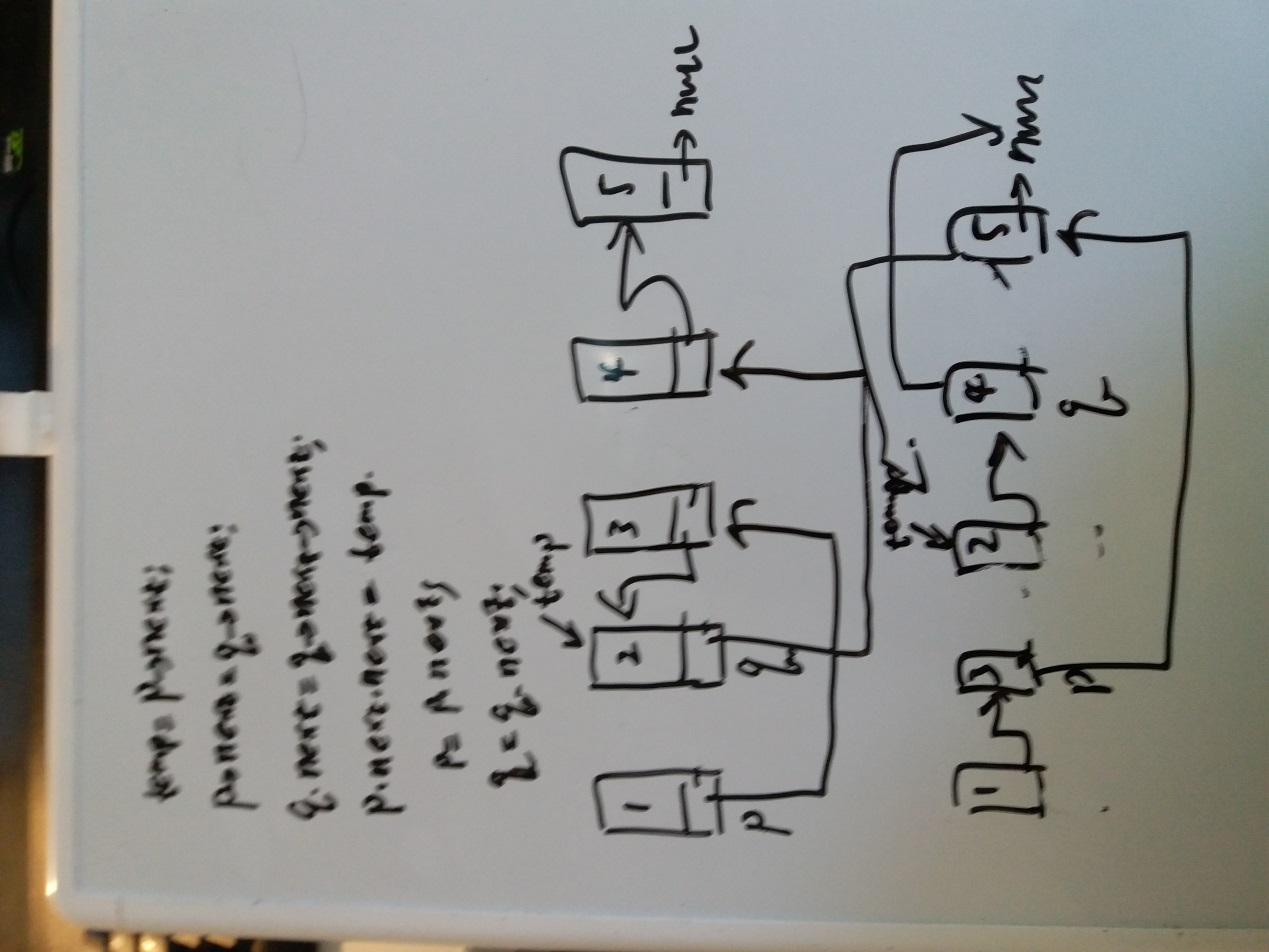 temp = p→next;
p→next = q→next;
q.next = q→next→next;
p.next.next = temp.
p = p next;
q = q.next;
temp
1 2 3 4 5 → null
p q
temp.
1 3 2 4 5 → null
p q